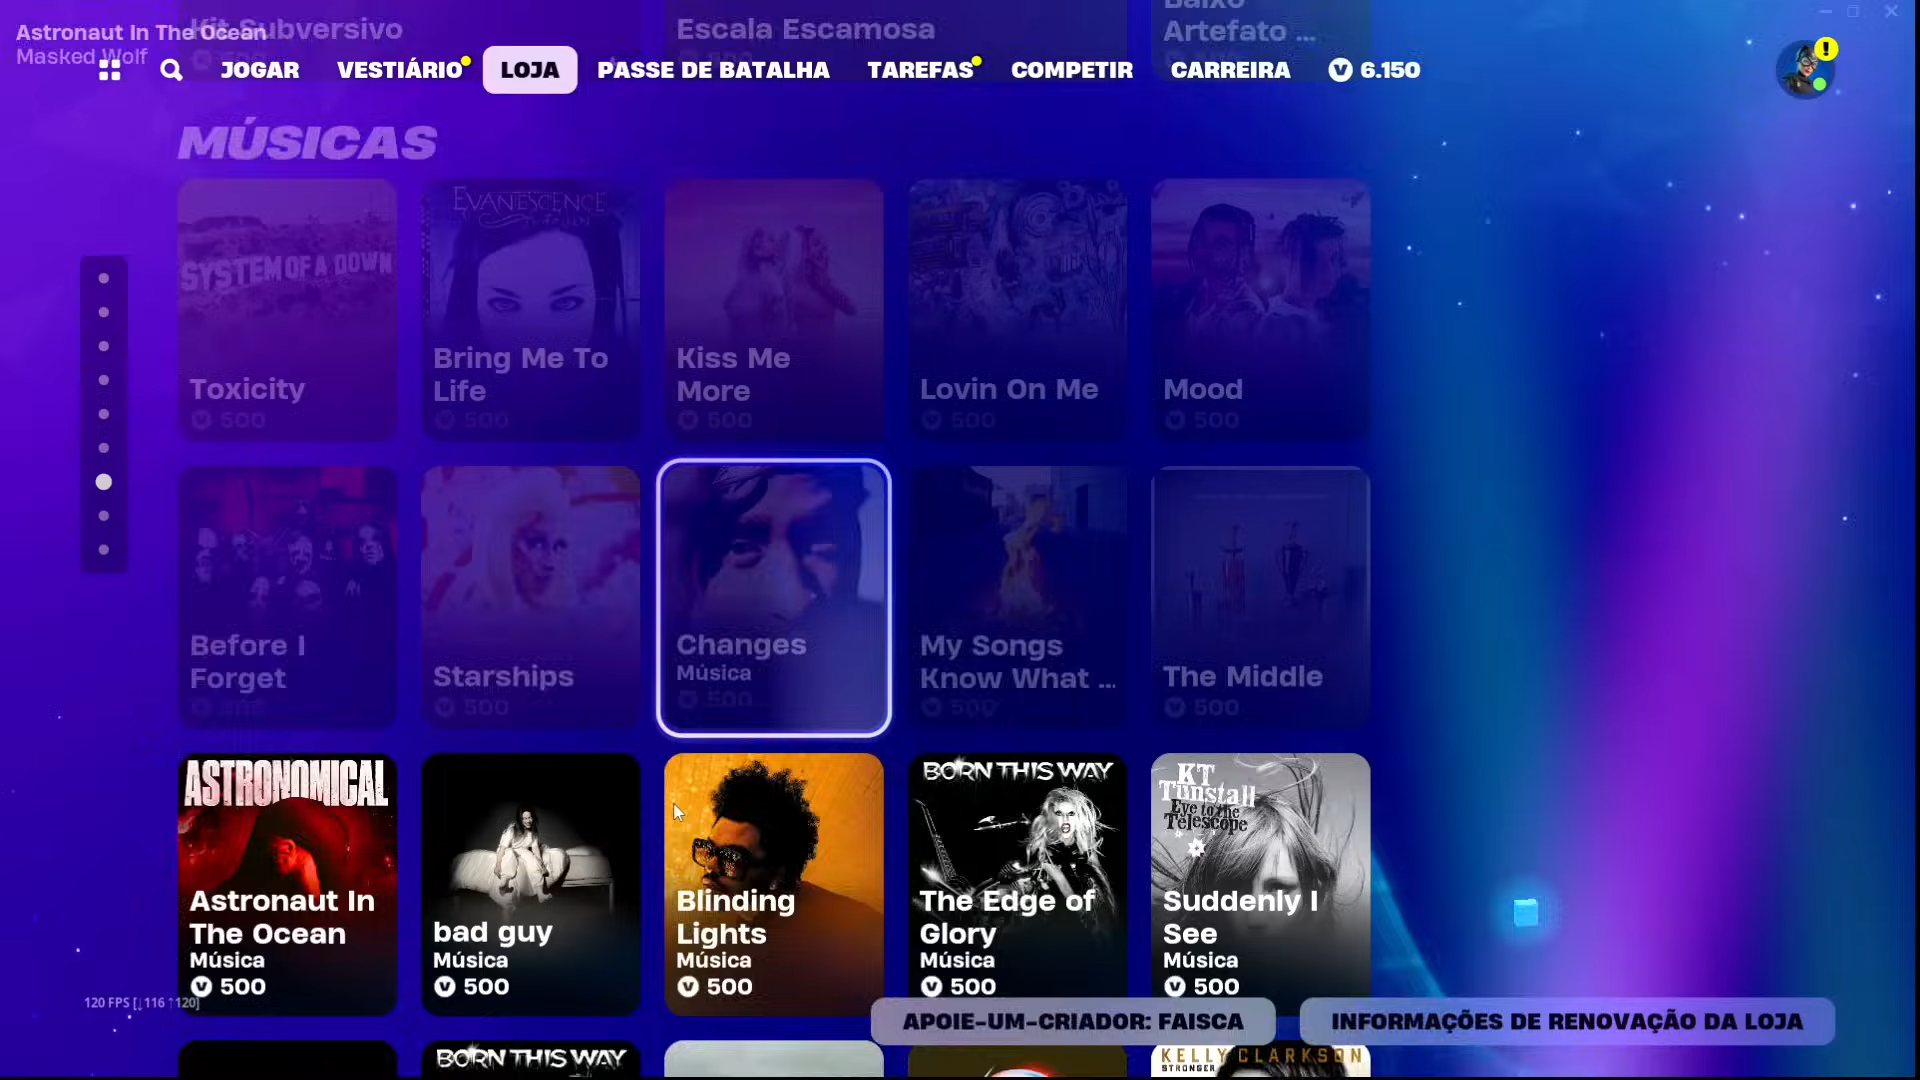 Kit Subversivo
Escala Escamosa
Baixo
Artefato ...
Astronaut In The Ocean
Masked Wolf
JOGAR
VESTIÁRIO
LOJA
PASSE DE BATALHA
TAREFAS
COMPETIR
CARREIRA
6.150
!
MÚSICAS
SYSTEM OF A DOWN
Toxicity
500
EVANESCENCE
Bring Me To
Life
500
Kiss Me
More
500
Lovin On Me
500
Mood
500
Before I
Forget
500
Starships
500
Changes
Música
500
My Songs
Know What ...
500
The Middle
500
ASTRONOMICAL
Astronaut In
The Ocean
Música
500
bad guy
Música
500
Blinding
Lights
Música
500
BORN THIS WAY
The Edge of
Glory
Música
500
KT
Tunstall
Eye to the
Telescope
Suddenly I
See
Música
500
120 FPS [↓116 ↑120]
APOIE-UM-CRIADOR: FAISCA
INFORMAÇÕES DE RENOVAÇÃO DA LOJA
BORN THIS WAY
KELLY CLARKSON
STRONGER